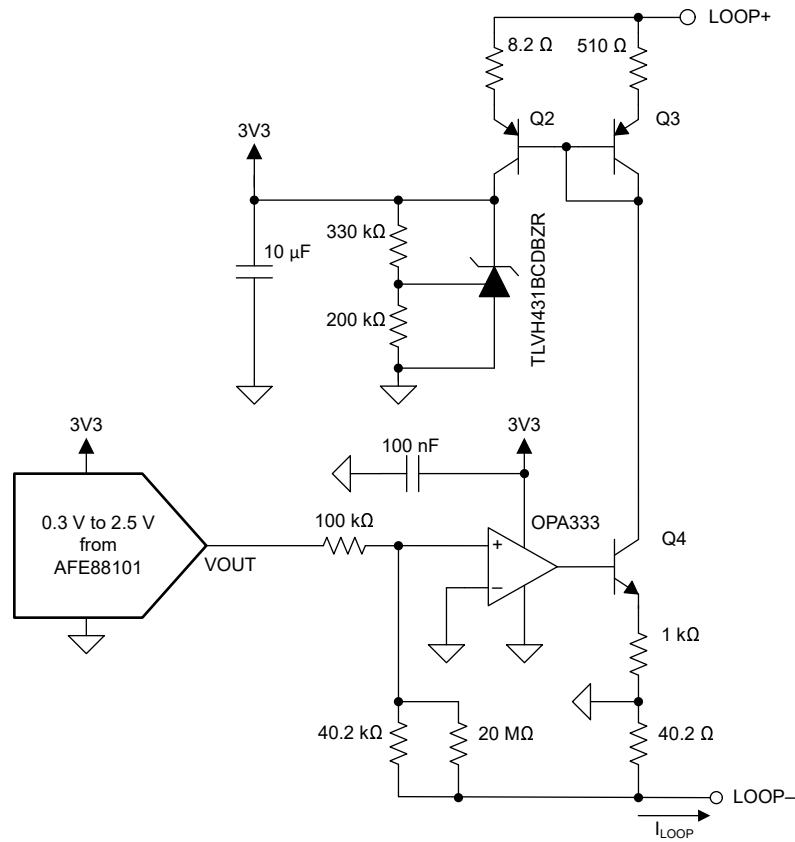 LOOP+
8.2 Ω
510 Ω
Q2
Q3
3V3
330 kΩ
10 µF
200 kΩ
TLVH431BCDBZR
3V3
3V3
100 nF
0.3 V to 2.5 V
from
AFE88101
VOUT
100 kΩ
OPA333
+
–
Q4
1 kΩ
40.2 kΩ
20 MΩ
40.2 Ω
LOOP–
ILOOP